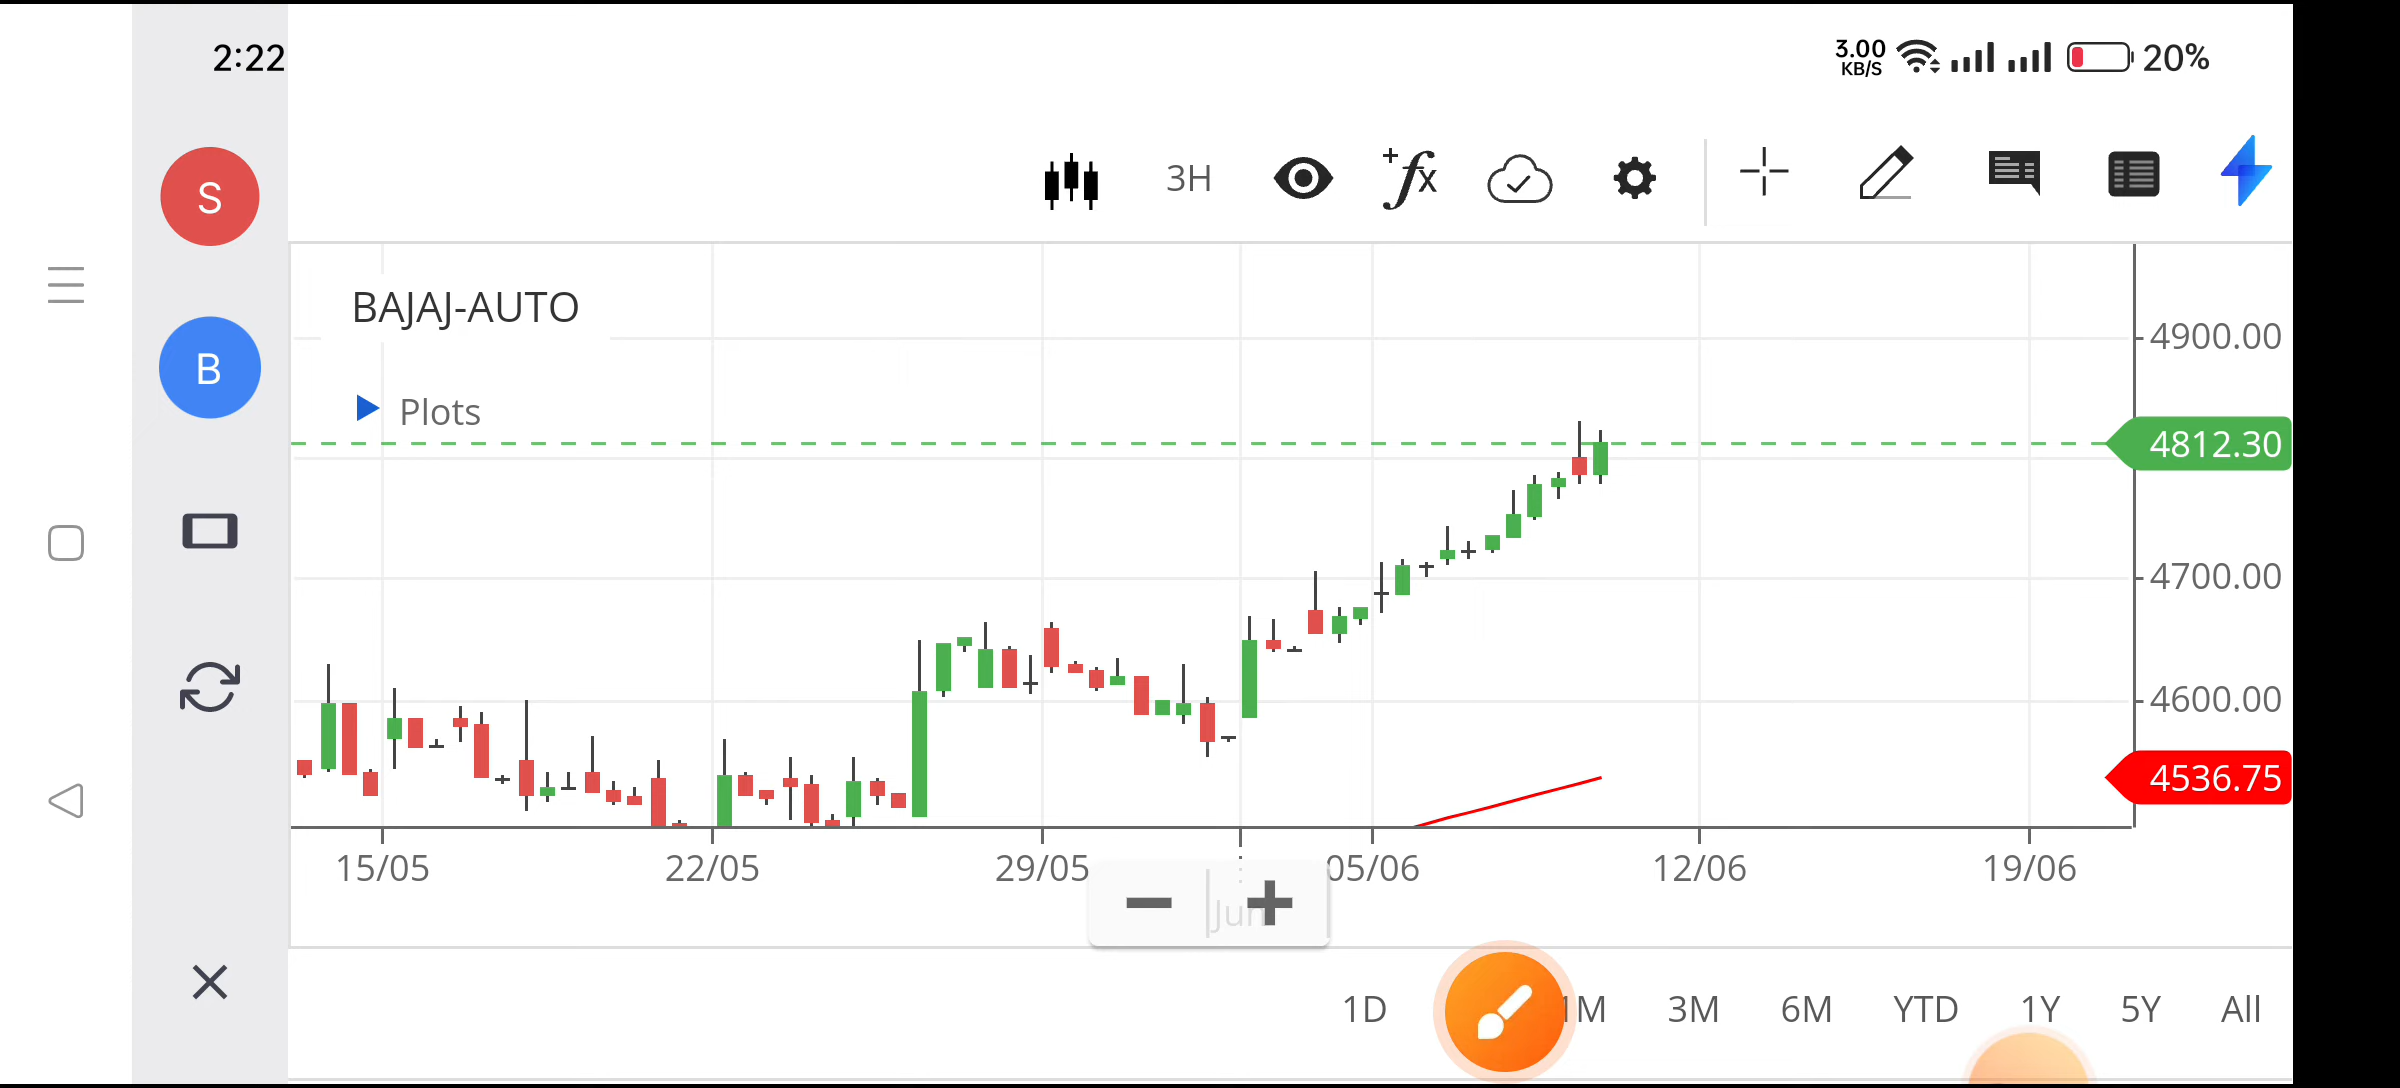 2:22
3.00
KB/S
20%
S
B
3H
+fx
BAJAJ-AUTO
Plots
4900.00
4812.30
4700.00
4600.00
4536.75
15/05
22/05
29/05
05/06
12/06
19/06
Jun
1D
1M
3M
6M
YTD
1Y
5Y
All